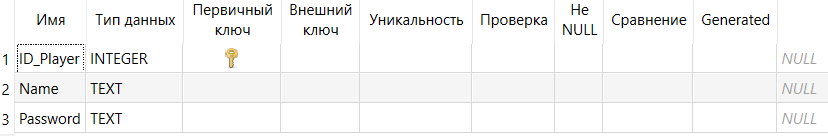 Имя Тип данных Первичный ключ Внешний ключ Уникальность Проверка Не NULL Сравнение Generated
1 ID_Player INTEGER NULL
2 Name TEXT NULL
3 Password TEXT NULL